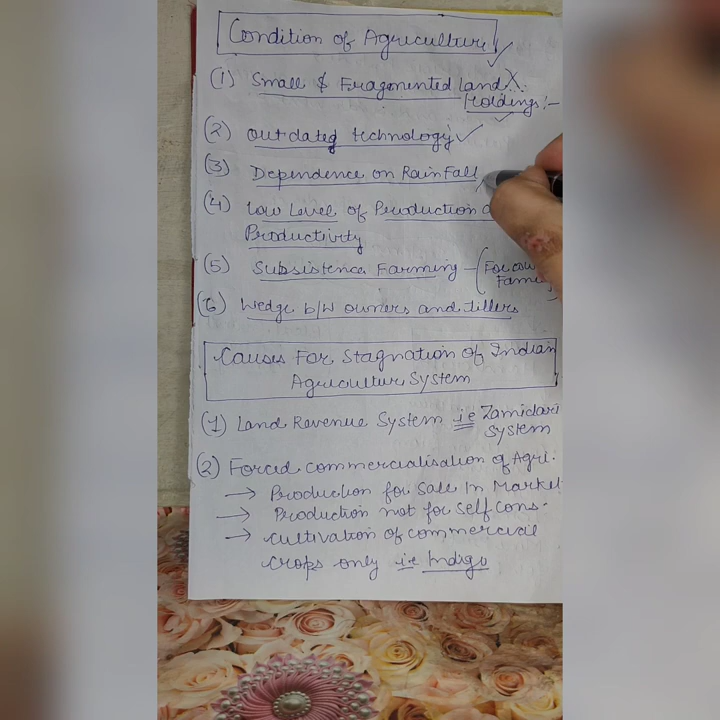 Condition of Agriculture
(1) Small & Fragmented Land
Holdings :-
(2) Outdated technology
(3) Dependence on RainFall
(4) Low Level of Production
Productivity
(5) Subsistence Farming - (For
Family
(6) Wedge b/w owners and tillers
Causes For Stagnation of Indian
Agriculture System
(1) Land Revenue System i.e Zamidari
System
(2) Forced commercialisation of Agri.
→ Production for Sale In Market
→ Production not for self cons.
→ Cultivation of commercial
crops only i.e Indigo